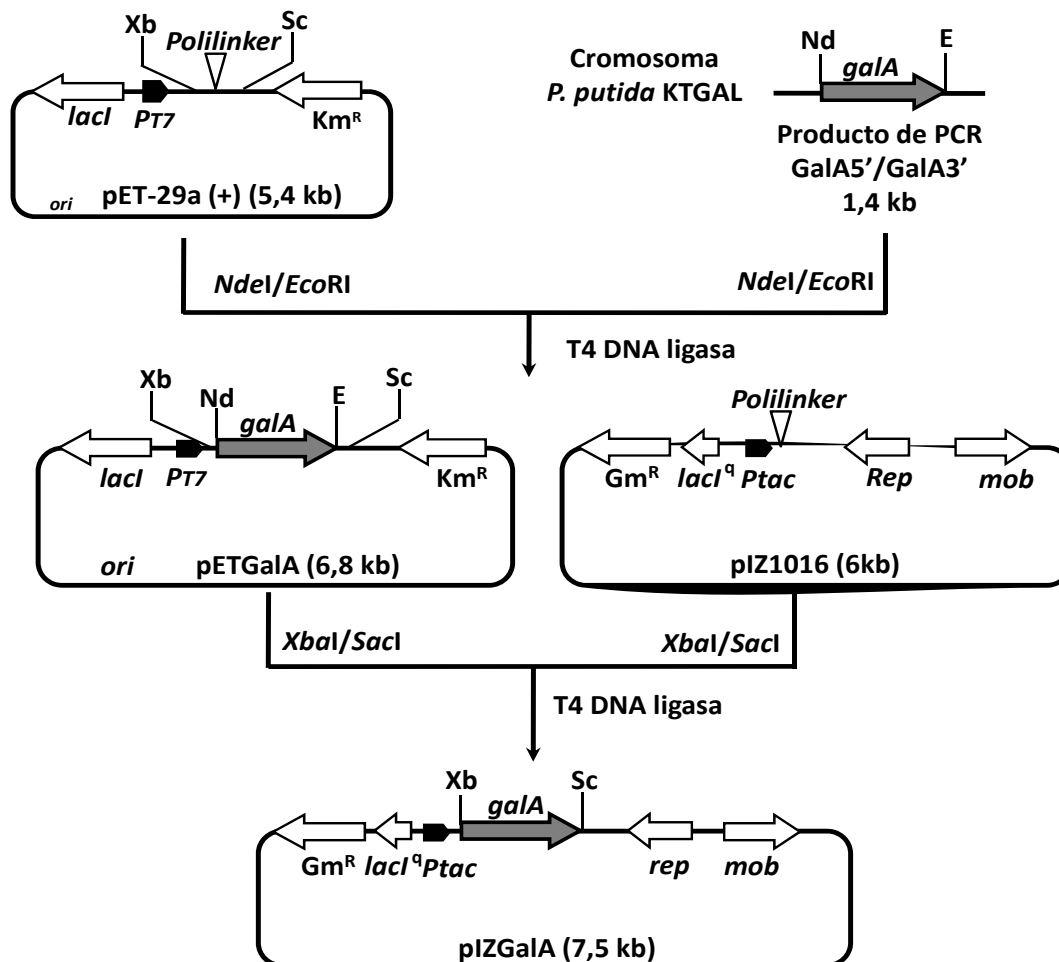 Xb Polilinker Sc
lacI PT7 KmR
ori pET-29a (+) (5,4 kb)
Cromosoma
P. putida KTGAL
Nd galA E
Producto de PCR
GalA5’/GalA3’
1,4 kb
NdeI/EcoRI NdeI/EcoRI
T4 DNA ligasa
Xb Nd galA E Sc
lacI PT7 KmR
ori pETGalA (6,8 kb)
Polilinker
GmR lacI q Ptac Rep mob
pIZ1016 (6kb)
XbaI/SacI XbaI/SacI
T4 DNA ligasa
Xb galA Sc
GmR lacI q Ptac rep mob
pIZGalA (7,5 kb)